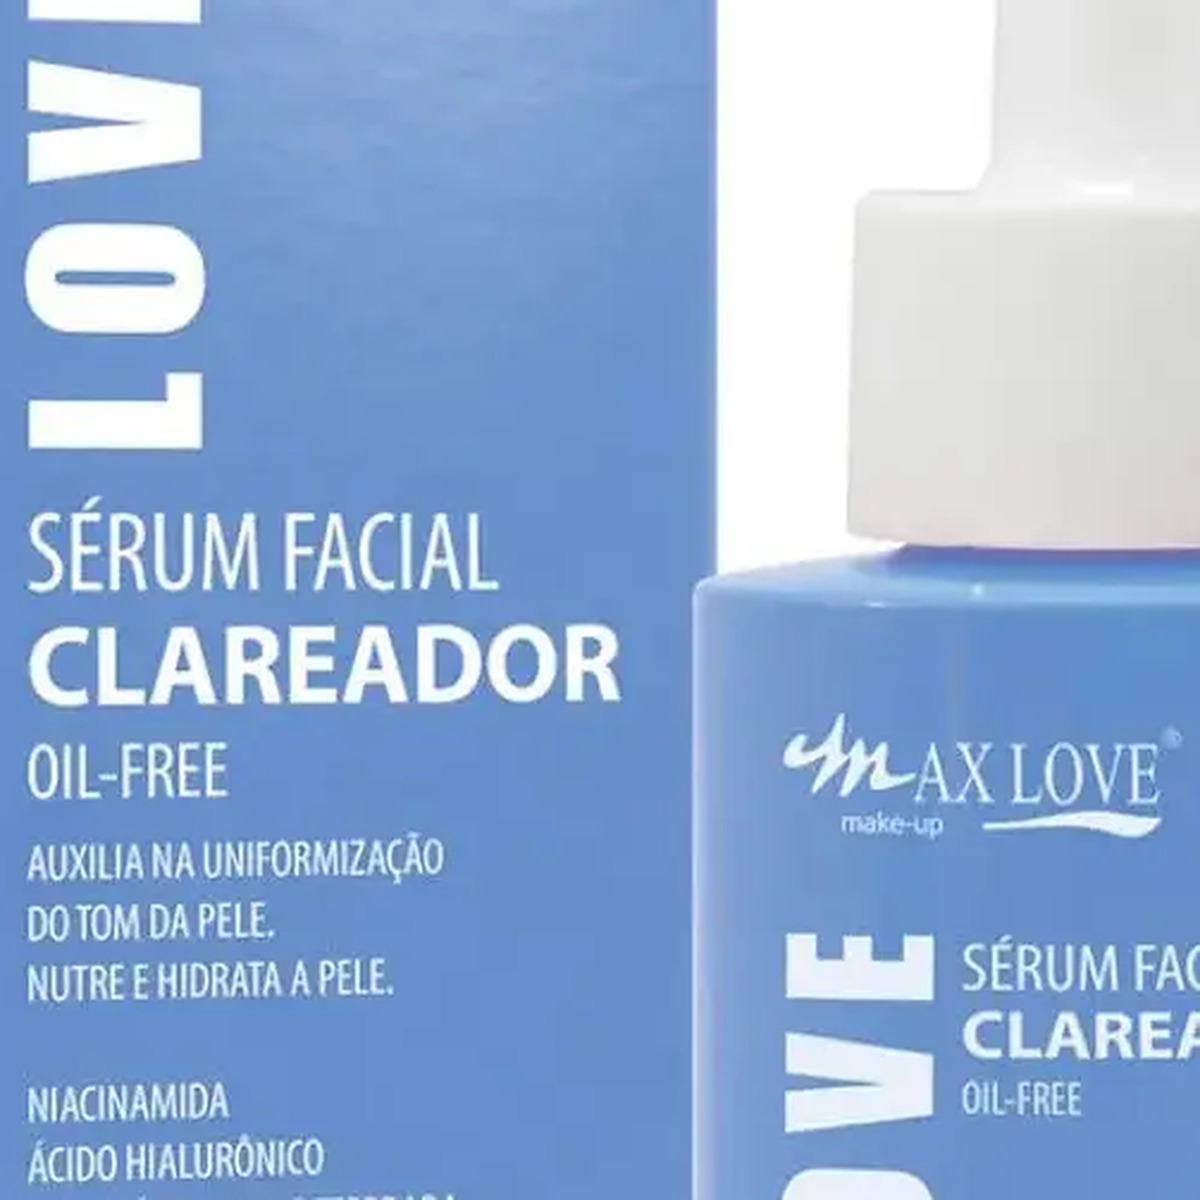 LOVE
SÉRUM FACIAL
CLAREADOR
OIL-FREE
AUXILIA NA UNIFORMIZAÇÃO
DO TOM DA PELE.
NUTRE E HIDRATA A PELE.
NIACINAMIDA
ÁCIDO HIALURÔNICO
MAX LOVE®
make-up
OVE
SÉRUM FAC
CLAREA
OIL-FREE